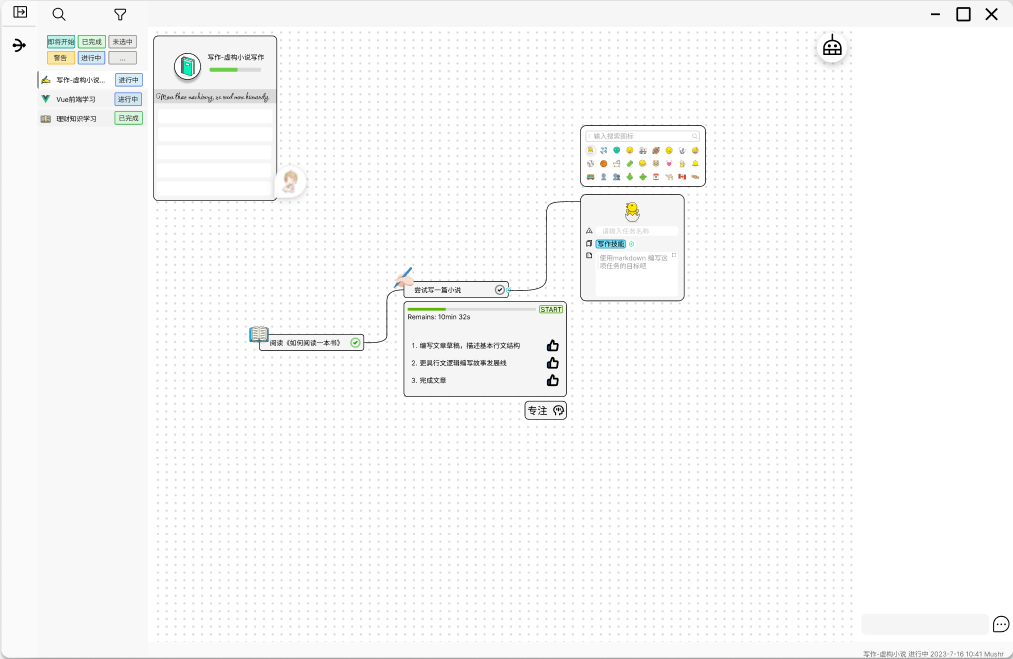 即将开始 已完成 未选中
警告 进行中 ...
写作-虚构小说... 进行中
Vue前端学习 进行中
理财知识学习 已完成
写作-虚构小说写作
More than machinery, we need more humanity.
输入搜索图标
请输入任务名称
写作技能
使用markdown 编写这
项任务的目标吧
尝试写一篇小说
START
Remains: 10min 32s
阅读《如何阅读一本书》
1. 编写文章草稿，描述基本行文结构
2. 更具行文逻辑编写故事发展线
3. 完成文章
专注
写作-虚构小说 进行中 2023-7-16 10:41 Mushr